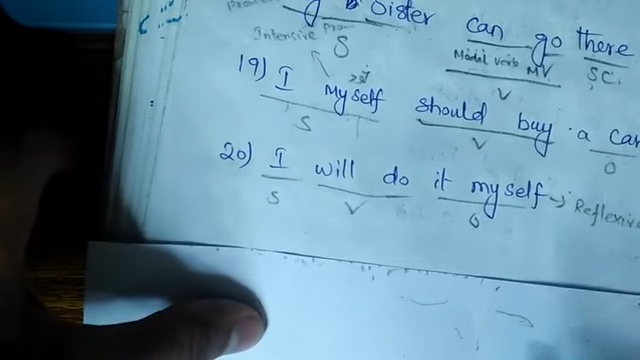 Sister can go there
Intensive Pro
S Modal verb MV SC
V
19) I myself should buy a car
S V O
20) I will do it myself → Reflexive
S V O